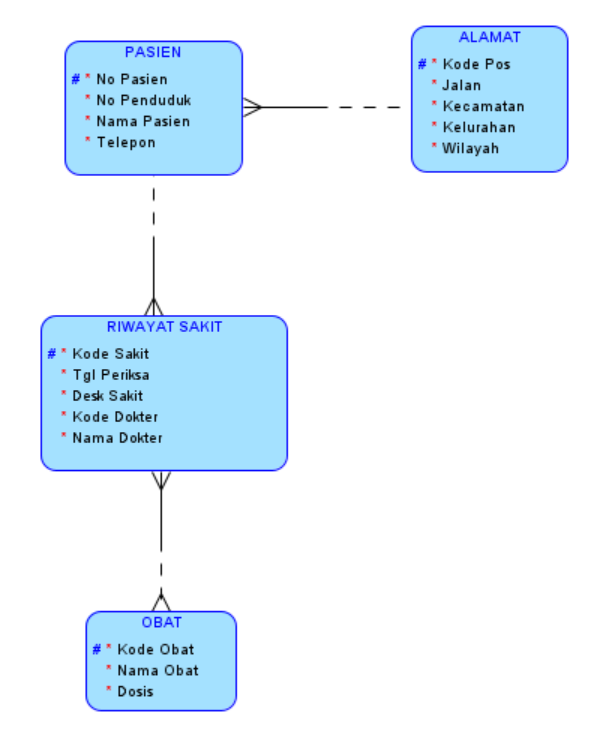 PASIEN
# * No Pasien
* No Penduduk
* Nama Pasien
* Telepon
ALAMAT
# * Kode Pos
* Jalan
* Kecamatan
* Kelurahan
* Wilayah
RIWAYAT SAKIT
# * Kode Sakit
* Tgl Periksa
* Desk Sakit
* Kode Dokter
* Nama Dokter
OBAT
# * Kode Obat
* Nama Obat
* Dosis